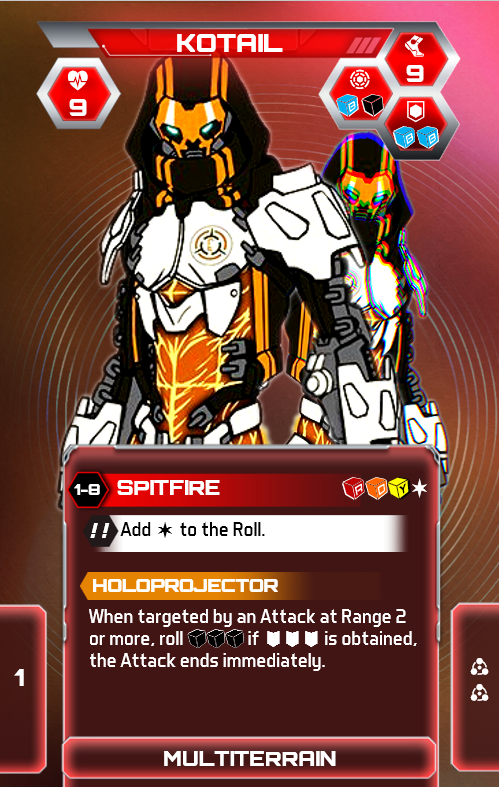 KOTAIL
9
9
B
B B
1-8 SPITFIRE R O Y
!! Add to the Roll.
HOLOPROJECTOR
When targeted by an Attack at Range 2
or more, roll if is obtained,
the Attack ends immediately.
1
MULTITERRAIN